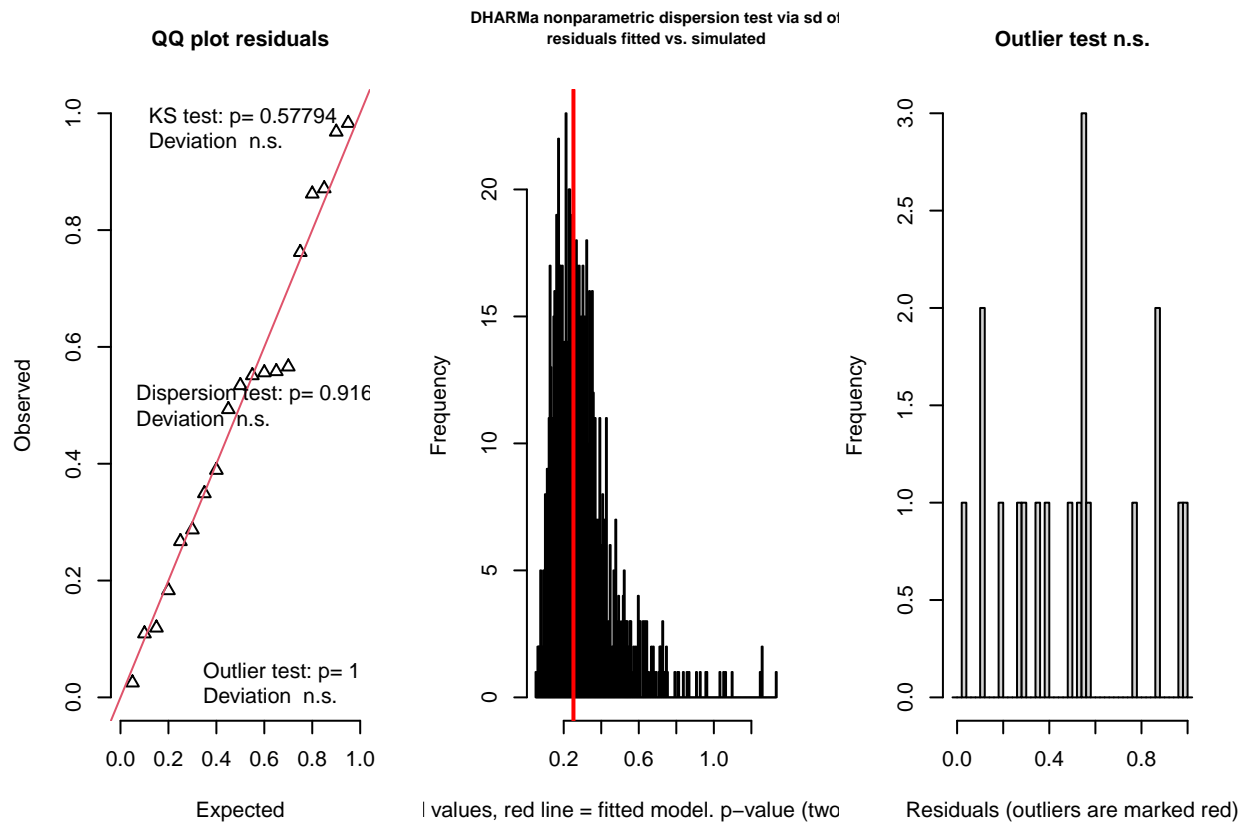 QQ plot residuals
KS test: p= 0.57794
Deviation n.s.
Dispersion test: p= 0.916
Deviation n.s.
Outlier test: p= 1
Deviation n.s.
Observed
0.0 0.2 0.4 0.6 0.8 1.0
0.0 0.2 0.4 0.6 0.8 1.0
Expected
DHARMa nonparametric dispersion test via sd of
residuals fitted vs. simulated
Frequency
0 5 10 15 20
0.2 0.6 1.0
values, red line = fitted model. p−value (two
Outlier test n.s.
Frequency
0.0 0.5 1.0 1.5 2.0 2.5 3.0
0.0 0.4 0.8
Residuals (outliers are marked red)